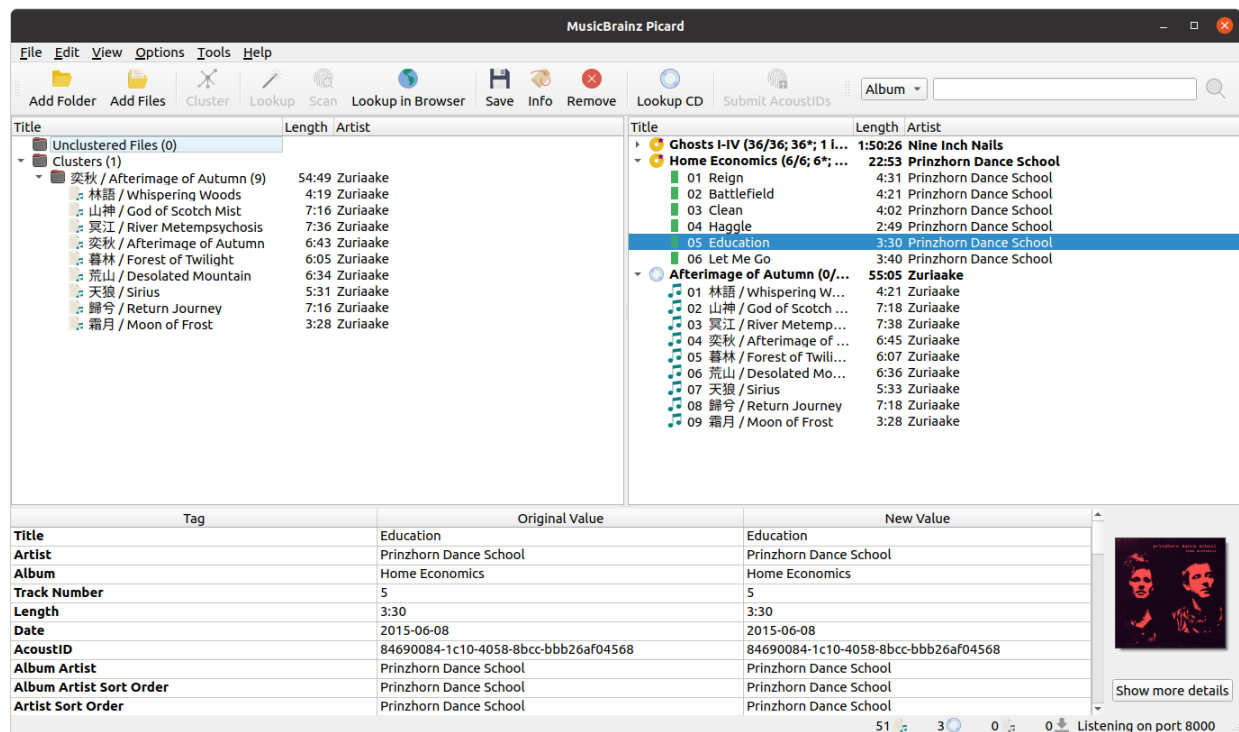 MusicBrainz Picard
File Edit View Options Tools Help
Add Folder Add Files Cluster Lookup Scan Lookup in Browser Save Info Remove Lookup CD Submit AcoustIDs Album
Title Length Artist
Unclustered Files (0)
Clusters (1)
奕秋 / Afterimage of Autumn (9) 54:49 Zuriaake
林語 / Whispering Woods 4:19 Zuriaake
山神 / God of Scotch Mist 7:16 Zuriaake
冥江 / River Metempsychosis 7:36 Zuriaake
奕秋 / Afterimage of Autumn 6:43 Zuriaake
暮林 / Forest of Twilight 6:05 Zuriaake
荒山 / Desolated Mountain 6:34 Zuriaake
天狼 / Sirius 5:31 Zuriaake
歸兮 / Return Journey 7:16 Zuriaake
霜月 / Moon of Frost 3:28 Zuriaake
Title Length Artist
Ghosts I-IV (36/36; 36*; 1 i... 1:50:26 Nine Inch Nails
Home Economics (6/6; 6*; ... 22:53 Prinzhorn Dance School
01 Reign 4:31 Prinzhorn Dance School
02 Battlefield 4:21 Prinzhorn Dance School
03 Clean 4:02 Prinzhorn Dance School
04 Haggle 2:49 Prinzhorn Dance School
05 Education 3:30 Prinzhorn Dance School
06 Let Me Go 3:40 Prinzhorn Dance School
Afterimage of Autumn (0/... 55:05 Zuriaake
01 林語 / Whispering W... 4:21 Zuriaake
02 山神 / God of Scotch ... 7:18 Zuriaake
03 冥江 / River Metemp... 7:38 Zuriaake
04 奕秋 / Afterimage of ... 6:45 Zuriaake
05 暮林 / Forest of Twili... 6:07 Zuriaake
06 荒山 / Desolated Mo... 6:36 Zuriaake
07 天狼 / Sirius 5:33 Zuriaake
08 歸兮 / Return Journey 7:18 Zuriaake
09 霜月 / Moon of Frost 3:28 Zuriaake
Tag Original Value New Value
Title Education Education
Artist Prinzhorn Dance School Prinzhorn Dance School
Album Home Economics Home Economics
Track Number 5 5
Length 3:30 3:30
Date 2015-06-08 2015-06-08
AcoustID 84690084-1c10-4058-8bcc-bbb26af04568 84690084-1c10-4058-8bcc-bbb26af04568
Album Artist Prinzhorn Dance School Prinzhorn Dance School
Album Artist Sort Order Prinzhorn Dance School Prinzhorn Dance School
Artist Sort Order Prinzhorn Dance School Prinzhorn Dance School
prinzhorn dance school
home economics
Show more details
51 3 0 0 Listening on port 8000